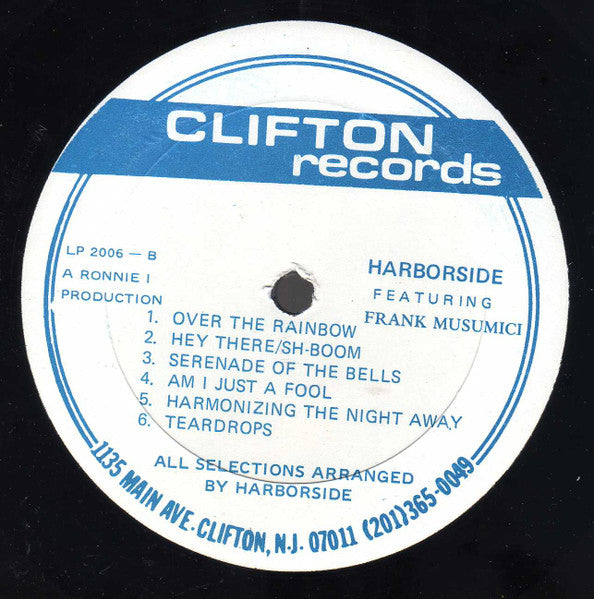 CLIFTON
records
LP 2006 — B
A RONNIE I
PRODUCTION
HARBORSIDE
FEATURING
FRANK MUSUMICI
1. OVER THE RAINBOW
2. HEY THERE/SH-BOOM
3. SERENADE OF THE BELLS
4. AM I JUST A FOOL
5. HARMONIZING THE NIGHT AWAY
6. TEARDROPS
ALL SELECTIONS ARRANGED
BY HARBORSIDE
1135 MAIN AVE. CLIFTON, N.J. 07011 (201)365-0049